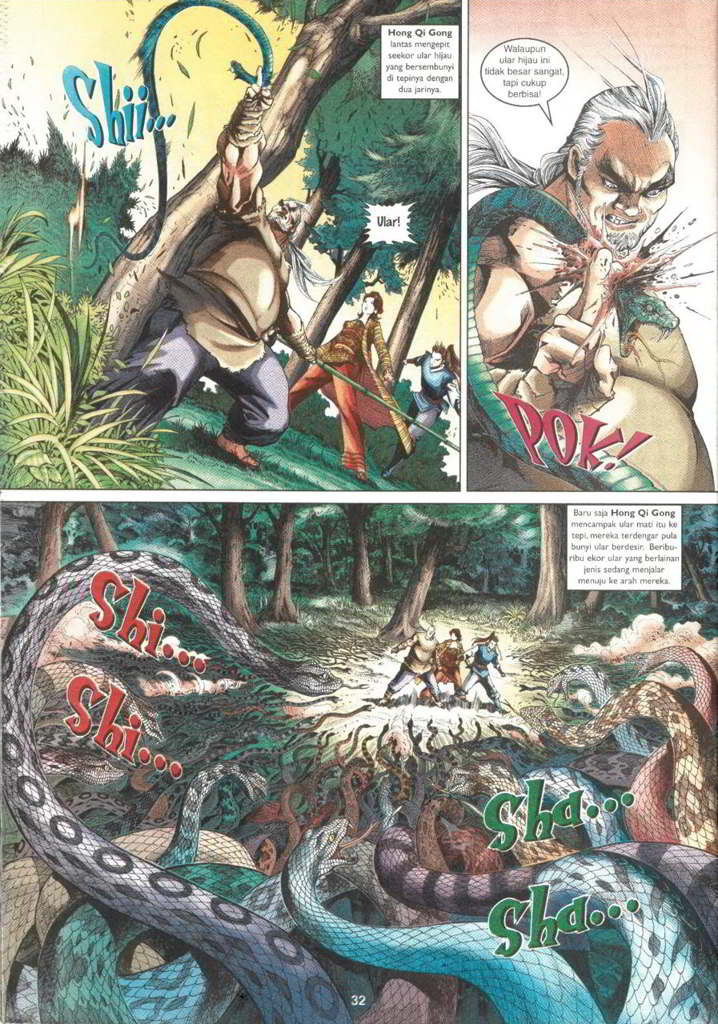 Hong Qi Gong
lantas mengepit
seekor ular hijau
yang bersembunyi
di tepinya dengan
dua jarinya.
Shii...
Ular!
Walaupun
ular hijau ini
tidak besar sangat,
tapi cukup
berbisa!
POK!
Baru saja Hong Qi Gong
mencampak ular mati itu ke
tepi, mereka terdengar pula
bunyi ular berdesir. Beribu-
ribu ekor ular yang berlainan
jenis sedang menjalar
menuju ke arah mereka.
Shi...
Shi...
Sha...
Sha...
32